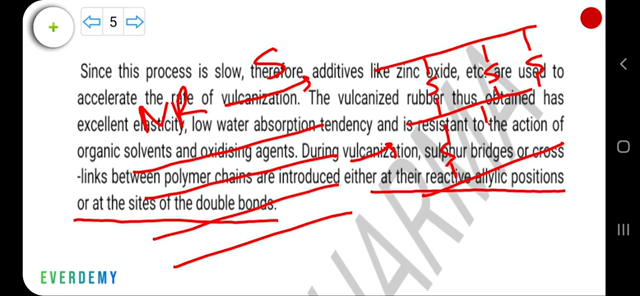 5
Since this process is slow, therefore, additives like zinc oxide, etc. are used to
accelerate the rate of vulcanization. The vulcanized rubber thus obtained has
excellent elasticity, low water absorption tendency and is resistant to the action of
organic solvents and oxidising agents. During vulcanization, sulphur bridges or cross
-links between polymer chains are introduced either at their reactive allylic positions
or at the sites of the double bonds.
S
NR
S S S
S
HARMA
EVERDEMY